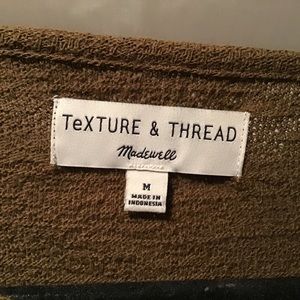 TeXTURE & THREAD
Madewell
M
MADE IN
INDONESIA